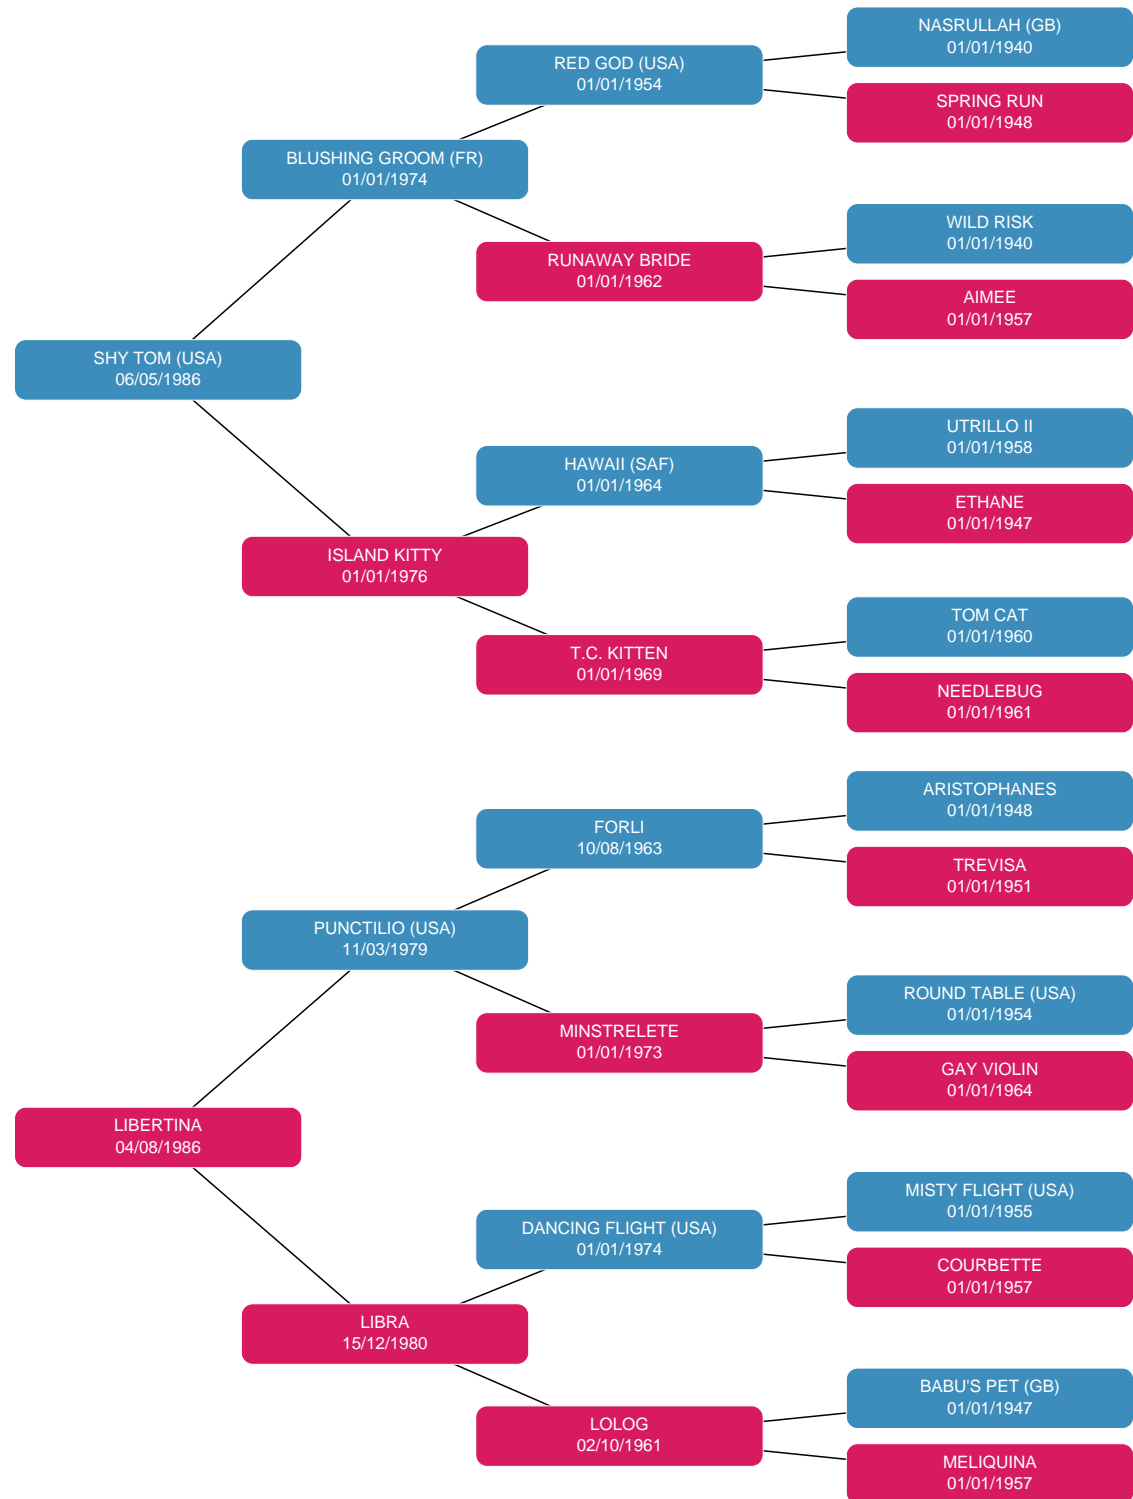 NASRULLAH (GB)
01/01/1940
RED GOD (USA)
01/01/1954
SPRING RUN
01/01/1948
BLUSHING GROOM (FR)
01/01/1974
WILD RISK
01/01/1940
RUNAWAY BRIDE
01/01/1962
AIMEE
01/01/1957
SHY TOM (USA)
06/05/1986
UTRILLO II
01/01/1958
HAWAII (SAF)
01/01/1964
ETHANE
01/01/1947
ISLAND KITTY
01/01/1976
TOM CAT
01/01/1960
T.C. KITTEN
01/01/1969
NEEDLEBUG
01/01/1961
ARISTOPHANES
01/01/1948
FORLI
10/08/1963
TREVISA
01/01/1951
PUNCTILIO (USA)
11/03/1979
ROUND TABLE (USA)
01/01/1954
MINSTRELETE
01/01/1973
GAY VIOLIN
01/01/1964
LIBERTINA
04/08/1986
MISTY FLIGHT (USA)
01/01/1955
DANCING FLIGHT (USA)
01/01/1974
COURBETTE
01/01/1957
LIBRA
15/12/1980
BABU'S PET (GB)
01/01/1947
LOLOG
02/10/1961
MELIQUINA
01/01/1957